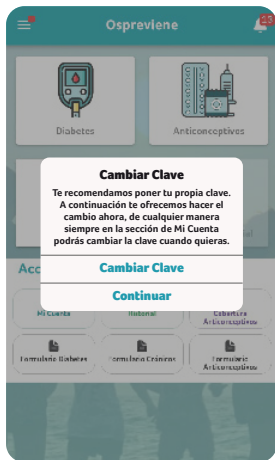 Ospreviene
23
Diabetes
Anticonceptivos
Cambiar Clave
Te recomendamos poner tu propia clave.
A continuación te ofrecemos hacer el
cambio ahora, de cualquier manera
siempre en la sección de Mi Cuenta
podrás cambiar la clave cuando quieras.
Cambiar Clave
Continuar
Acc
Mi Cuenta
Historial
Cobertura
Anticonceptivos
Formulario Diabetes
Formulario Crónicos
Formulario
Anticonceptivos